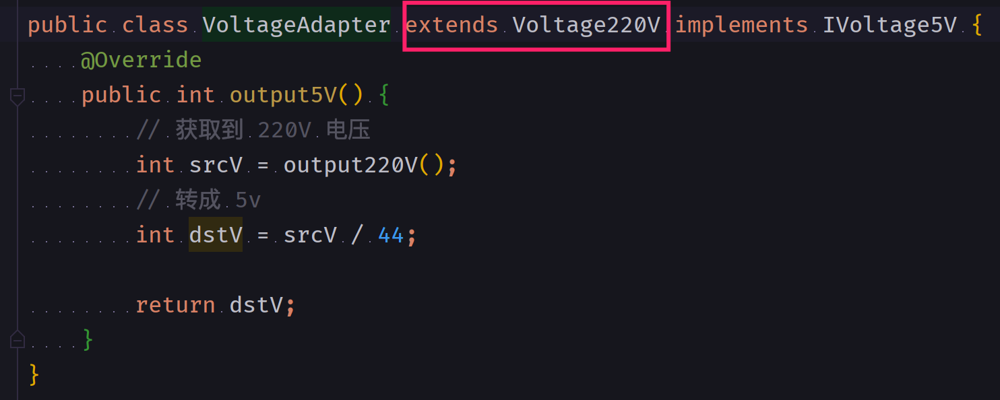 public class VoltageAdapter extends Voltage220V implements IVoltage5V {
@Override
public int output5V() {
// 获取到 220V 电压
int srcV = output220V();
// 转成 5v
int dstV = srcV / 44;
return dstV;
}
}